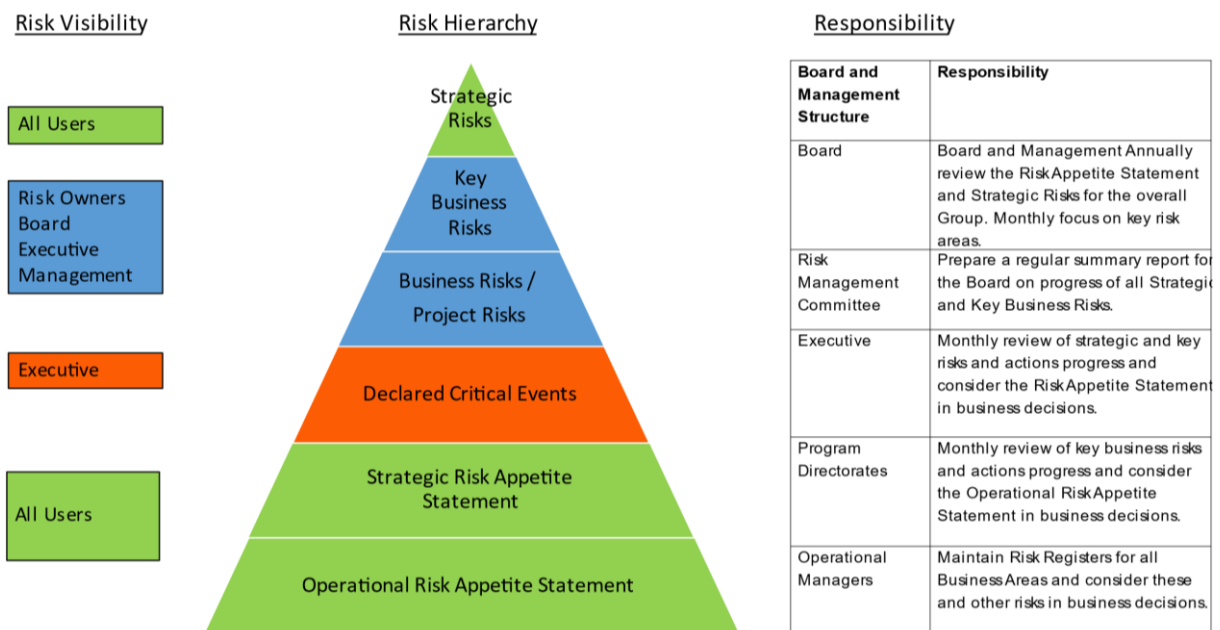 Risk Visibility
Risk Hierarchy
Responsibility
All Users
Risk Owners
Board
Executive
Management
Executive
All Users
Strategic
Risks
Key
Business
Risks
Business Risks /
Project Risks
Declared Critical Events
Strategic Risk Appetite
Statement
Operational Risk Appetite Statement
Board and
Management
Structure
Responsibility
Board
Board and Management Annually
review the Risk Appetite Statement
and Strategic Risks for the overall
Group. Monthly focus on key risk
areas.
Risk
Management
Committee
Prepare a regular summary report for
the Board on progress of all Strategic
and Key Business Risks.
Executive
Monthly review of strategic and key
risks and actions progress and
consider the Risk Appetite Statement
in business decisions.
Program
Directorates
Monthly review of key business risks
and actions progress and consider
the Operational Risk Appetite
Statement in business decisions.
Operational
Managers
Maintain Risk Registers for all
Business Areas and consider these
and other risks in business decisions.